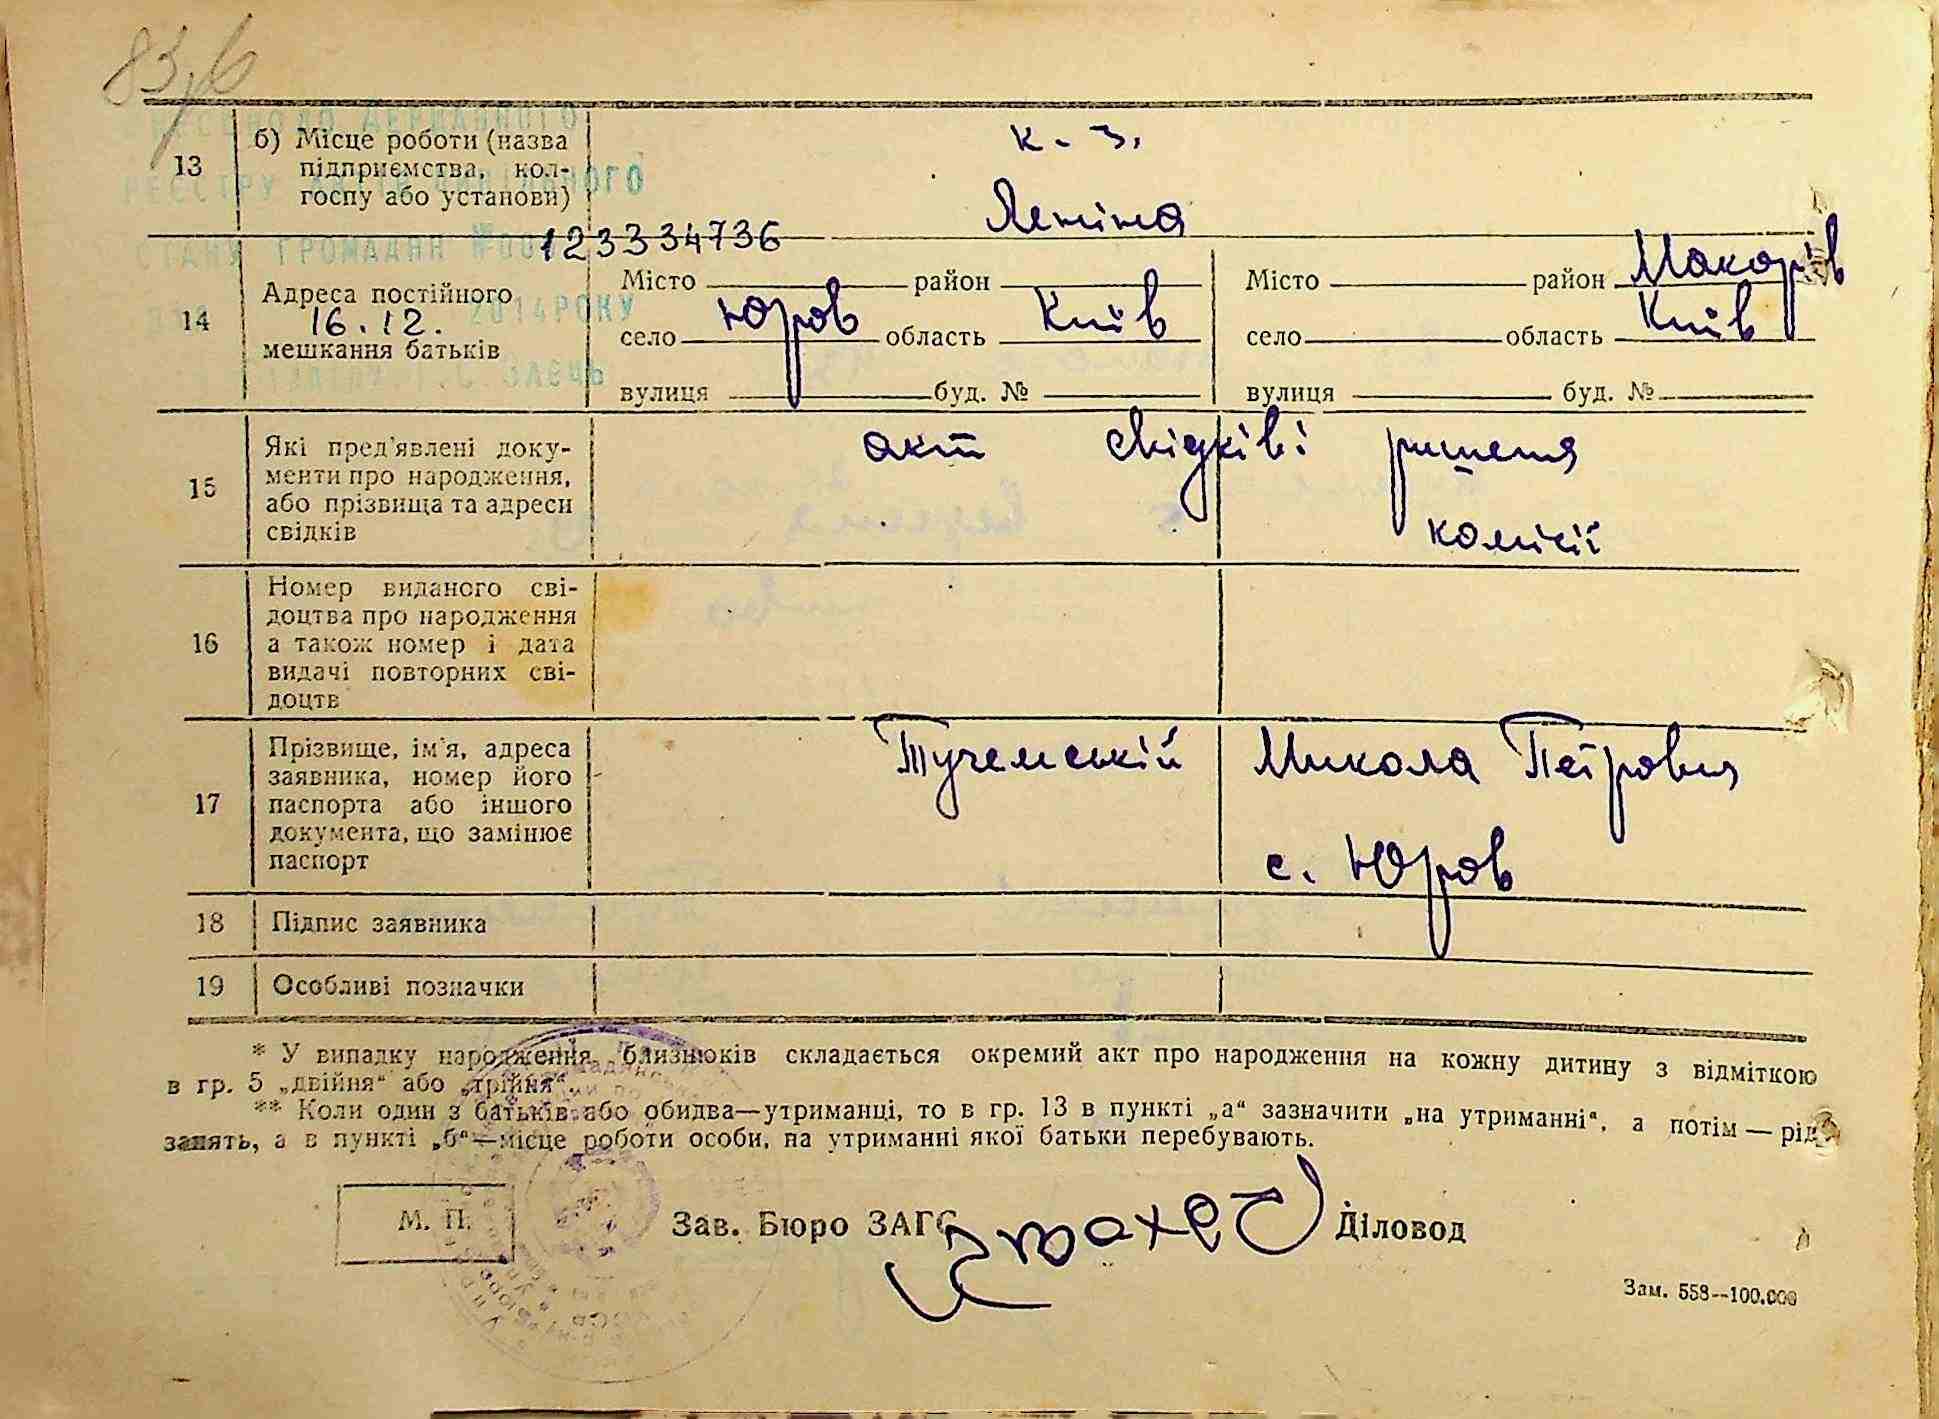 83,6
13
б) Місце роботи (назва
підприємства, кол-
госпу або установи)
к. з.
Леніна
РЕЄСТРУ
СТАНУ ГРОМАДЯН №00
123334736
16.12. 2014РОКУ
14
Адреса постійного
мешкання батьків
Місто район
село Юров область Київ
вулиця буд. №
Місто район Макарів
село область Київ
вулиця буд. №
15
Які пред'явлені доку-
менти про народження,
або прізвища та адреси
свідків
акт свідків і ришення
комісії
16
Номер виданого сві-
доцтва про народження
а також номер і дата
видачі повторних сві-
доцтв
17
Прізвище, ім'я, адреса
заявника, номер його
паспорта або іншого
документа, що замінює
паспорт
Тучемській Микола Петрович
с. Юров
18
Підпис заявника
19
Особливі позначки
* У випадку народження близнюків складається окремий акт про народження на кожну дитину з відміткою
в гр. 5 „двійня“ або „трійня“.
** Коли один з батьків або обидва—утриманці, то в гр. 13 в пункті „а“ зазначити „на утриманні“, а потім — рід
занять, а в пункті „б“—місце роботи особи, на утриманні якої батьки перебувають.
М. П.
Зав. Бюро ЗАГС
Діловод
Зам. 558--100.000